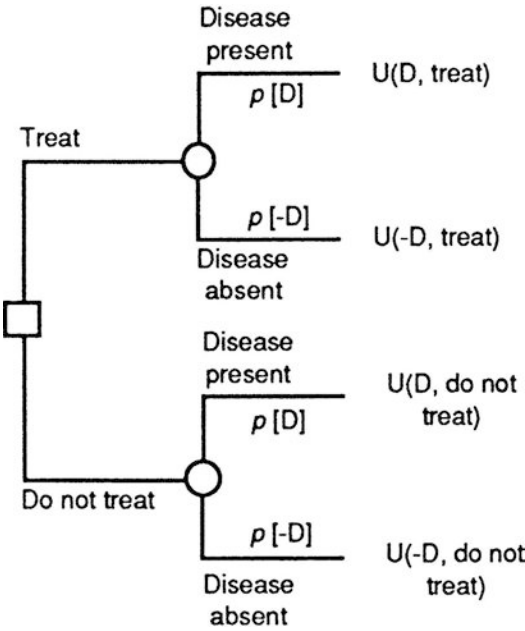 Disease
present
p [D]
U(D, treat)
Treat
p [-D]
U(-D, treat)
Disease
absent
Disease
present
p [D]
U(D, do not
treat)
Do not treat
p [-D]
U(-D, do not
treat)
Disease
absent